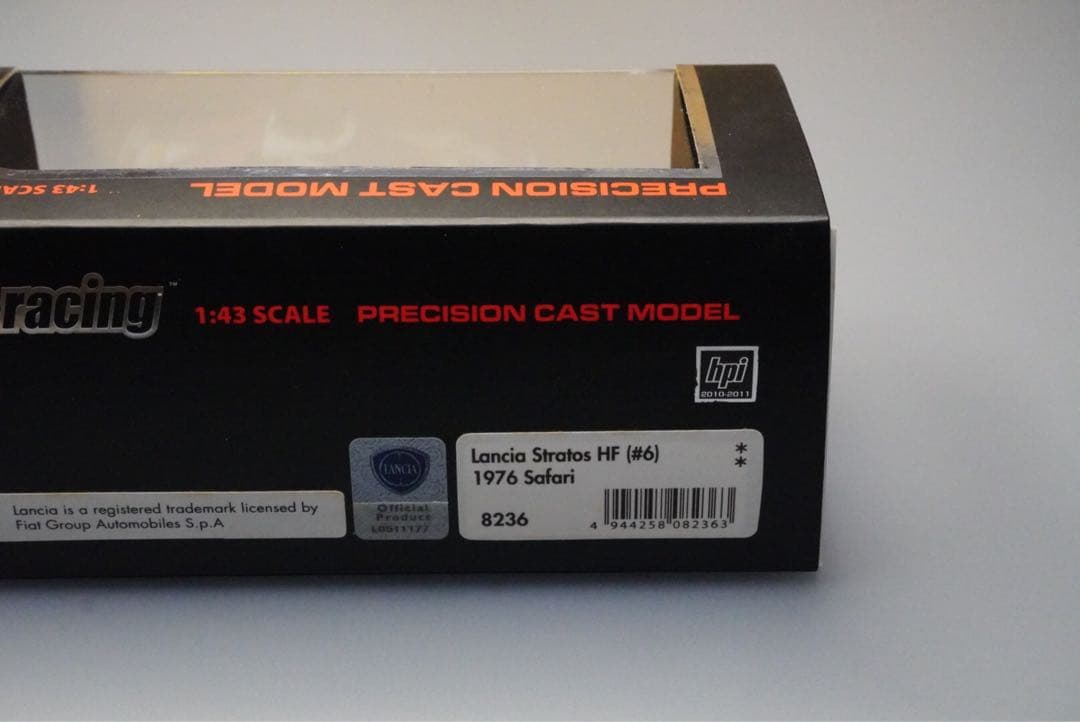 PRECISION CAST MODEL 1:43 SCA
racing™ 1:43 SCALE PRECISION CAST MODEL
hpi
2010-2011
LANCIA
Official
Product
Lancia is a registered trademark licensed by
Fiat Group Automobiles S.p.A
Lancia Stratos HF (#6) *
1976 Safari *
8236
4 944258 082363